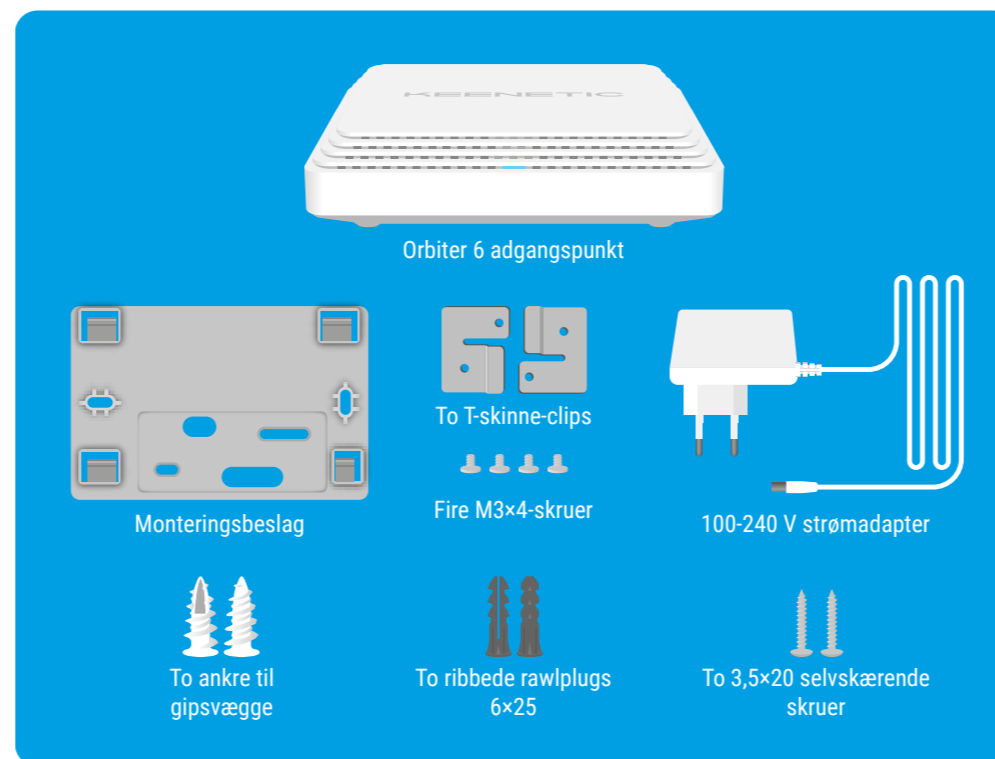 KEENETIC
Orbiter 6 adgangspunkt
To T-skinne-clips
Fire M3×4-skruer
Monteringsbeslag
100-240 V strømadapter
To ankre til
gipsvægge
To ribbede rawlplugs
6×25
To 3,5×20 selvskærende
skruer